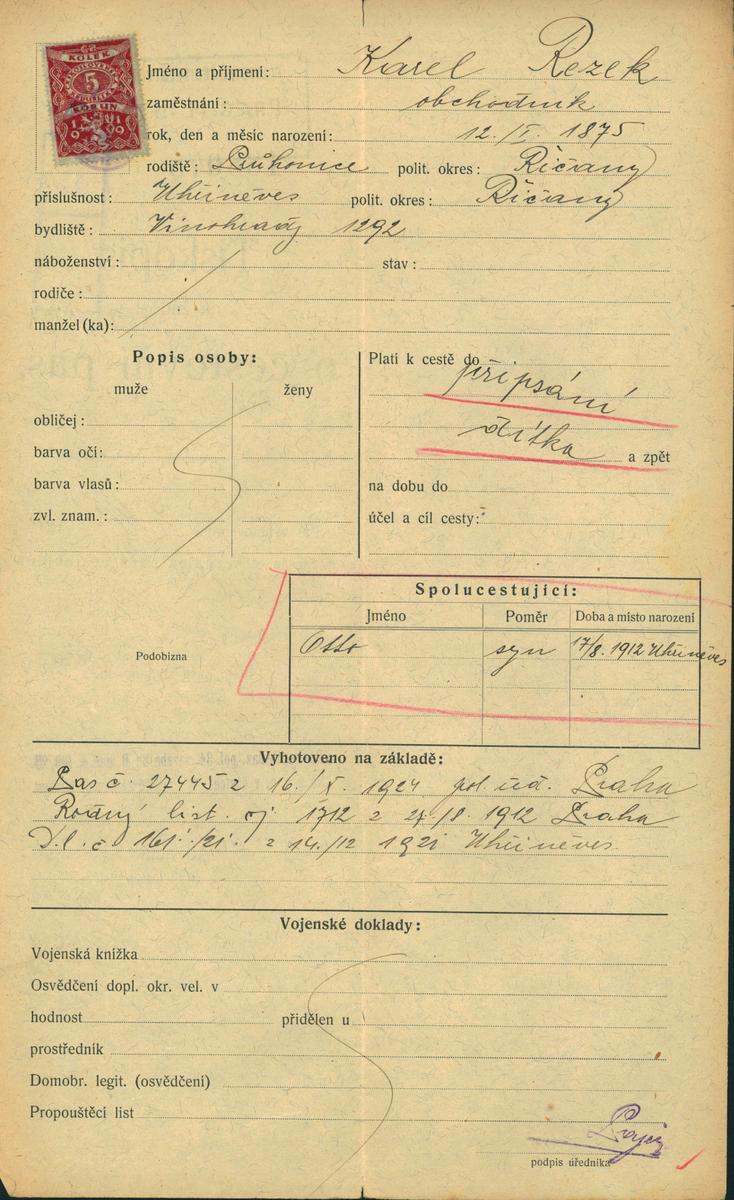 KOLEK
5
KORUN
1919
Jméno a příjmení: Karel Rezek
zaměstnání: obchodník
rok, den a měsíc narození: 12./I. 1875
rodiště: Průhonice polit. okres: Říčany
příslušnost: Uhříněves polit. okres: Říčany
bydliště: Vinohrady 1292
náboženství: stav:
rodiče:
manžel (ka):
Popis osoby:
muže ženy
obličej:
barva očí:
barva vlasů:
zvl. znam.:
Platí k cestě do připsání
dítka a zpět
na dobu do
účel a cíl cesty:
Spolucestující:
Jméno Poměr Doba a místo narození
Otto syn 17/8. 1912 Uhříněves
Podobizna
Vyhotoveno na základě:
Pas č. 27445 z 16./X. 1924 pol. úřd. Praha
Rodný list čj 1712 z 27./8. 1912 Praha
D.l. č 161/21. z 14./12 1921 Uhříněves.
Vojenské doklady:
Vojenská knížka
Osvědčení dopl. okr. vel. v
hodnost přidělen u
prostředník
Domobr. legit. (osvědčení)
Propouštěcí list
podpis úředníka